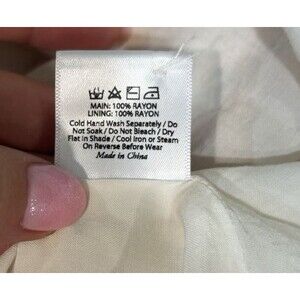 MAIN: 100% RAYON
LINING: 100% RAYON
Cold Hand Wash Separately / Do
Not Soak / Do Not Bleach / Dry
Flat in Shade / Cool Iron or Steam
On Reverse Before Wear
Made in China